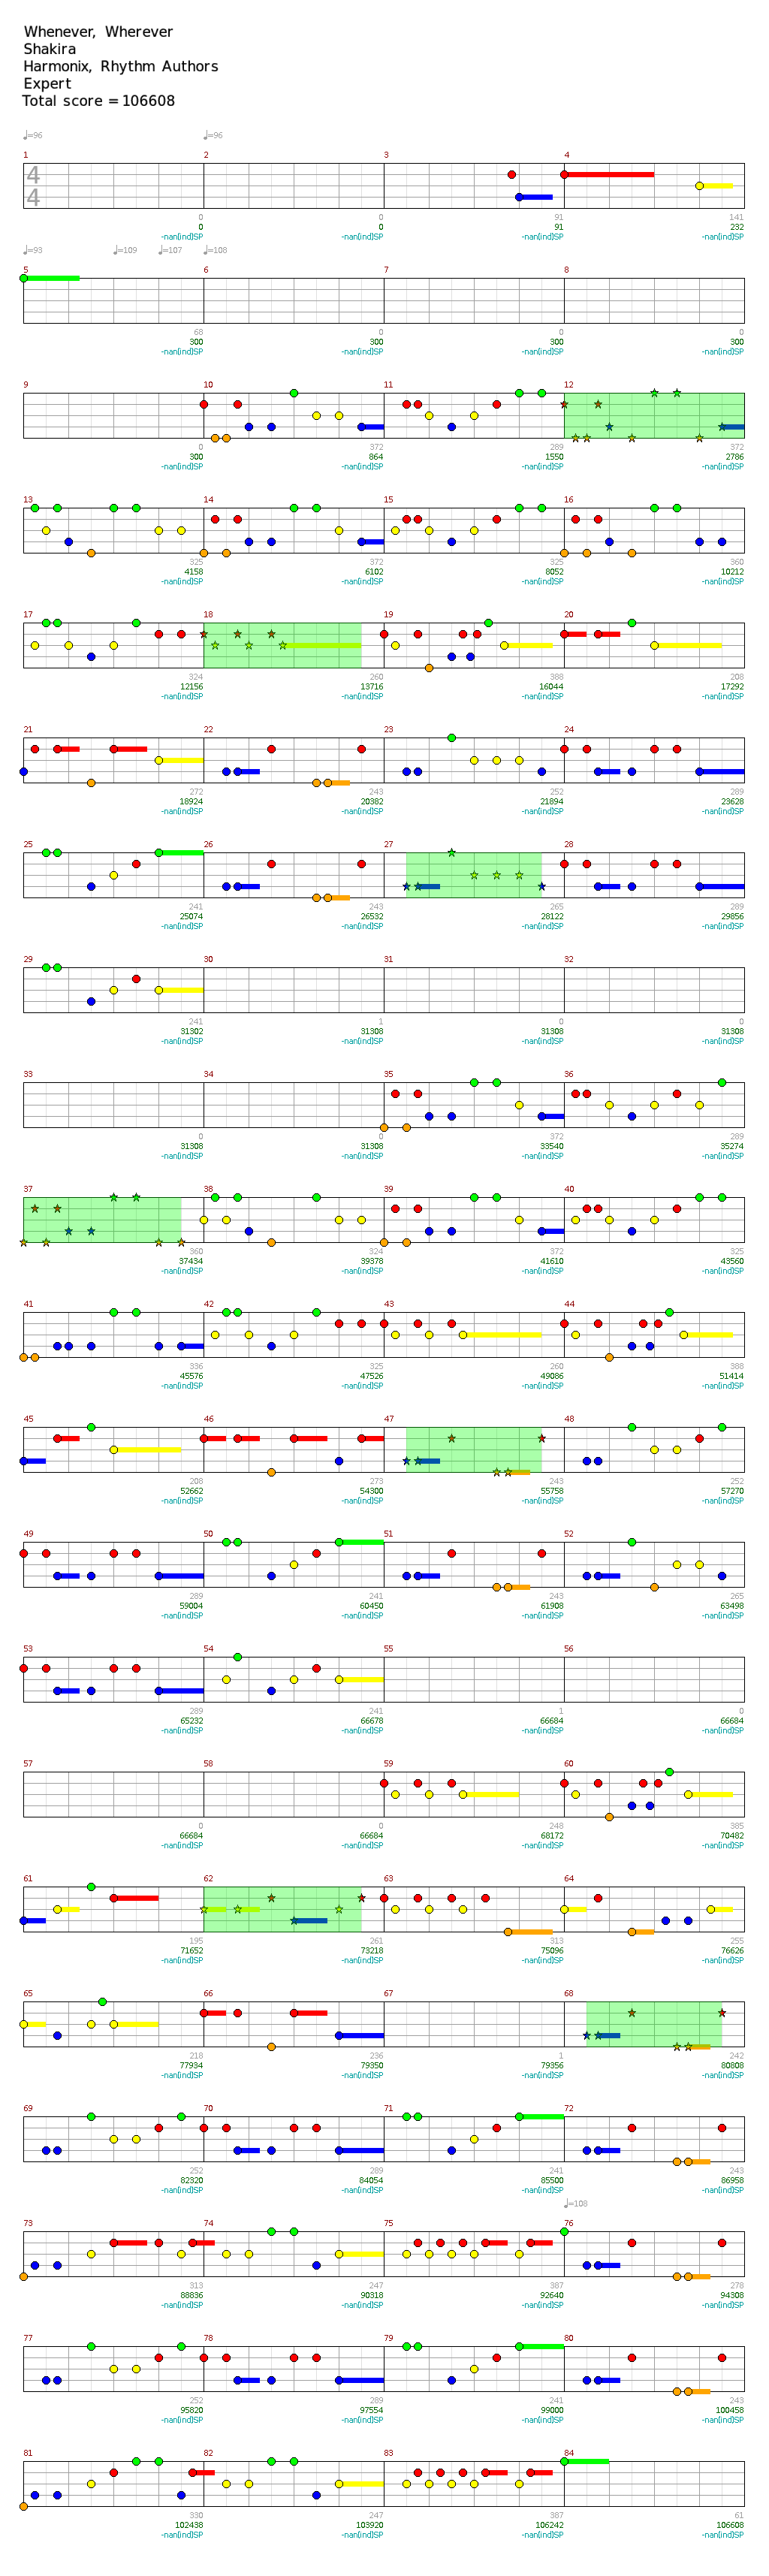 Whenever, Wherever
Shakira
Harmonix, Rhythm Authors
Expert
Total score = 106608
♩=96 ♩=96
1 2 3 4
4
4
0 0 91 141
0 0 91 232
-nan(ind)SP -nan(ind)SP -nan(ind)SP -nan(ind)SP
♩=93 ♩=109 ♩=107 ♩=108
5 6 7 8
68 0 0 0
300 300 300 300
-nan(ind)SP -nan(ind)SP -nan(ind)SP -nan(ind)SP
9 10 11 12
0 372 289 372
300 864 1550 2786
-nan(ind)SP -nan(ind)SP -nan(ind)SP -nan(ind)SP
13 14 15 16
325 372 325 360
4158 6102 8052 10212
-nan(ind)SP -nan(ind)SP -nan(ind)SP -nan(ind)SP
17 18 19 20
324 260 388 208
12156 13716 16044 17292
-nan(ind)SP -nan(ind)SP -nan(ind)SP -nan(ind)SP
21 22 23 24
272 243 252 289
18924 20382 21894 23628
-nan(ind)SP -nan(ind)SP -nan(ind)SP -nan(ind)SP
25 26 27 28
241 243 265 289
25074 26532 28122 29856
-nan(ind)SP -nan(ind)SP -nan(ind)SP -nan(ind)SP
29 30 31 32
241 1 0 0
31302 31308 31308 31308
-nan(ind)SP -nan(ind)SP -nan(ind)SP -nan(ind)SP
33 34 35 36
0 0 372 289
31308 31308 33540 35274
-nan(ind)SP -nan(ind)SP -nan(ind)SP -nan(ind)SP
37 38 39 40
360 324 372 325
37434 39378 41610 43560
-nan(ind)SP -nan(ind)SP -nan(ind)SP -nan(ind)SP
41 42 43 44
336 325 260 388
45576 47526 49086 51414
-nan(ind)SP -nan(ind)SP -nan(ind)SP -nan(ind)SP
45 46 47 48
208 273 243 252
52662 54300 55758 57270
-nan(ind)SP -nan(ind)SP -nan(ind)SP -nan(ind)SP
49 50 51 52
289 241 243 265
59004 60450 61908 63498
-nan(ind)SP -nan(ind)SP -nan(ind)SP -nan(ind)SP
53 54 55 56
289 241 1 0
65232 66678 66684 66684
-nan(ind)SP -nan(ind)SP -nan(ind)SP -nan(ind)SP
57 58 59 60
0 0 248 385
66684 66684 68172 70482
-nan(ind)SP -nan(ind)SP -nan(ind)SP -nan(ind)SP
61 62 63 64
195 261 313 255
71652 73218 75096 76626
-nan(ind)SP -nan(ind)SP -nan(ind)SP -nan(ind)SP
65 66 67 68
218 236 1 242
77934 79350 79356 80808
-nan(ind)SP -nan(ind)SP -nan(ind)SP -nan(ind)SP
69 70 71 72
252 289 241 243
82320 84054 85500 86958
-nan(ind)SP -nan(ind)SP -nan(ind)SP -nan(ind)SP
♩=108
73 74 75 76
313 247 387 278
88836 90318 92640 94308
-nan(ind)SP -nan(ind)SP -nan(ind)SP -nan(ind)SP
77 78 79 80
252 289 241 243
95820 97554 99000 100458
-nan(ind)SP -nan(ind)SP -nan(ind)SP -nan(ind)SP
81 82 83 84
330 247 387 61
102438 103920 106242 106608
-nan(ind)SP -nan(ind)SP -nan(ind)SP -nan(ind)SP